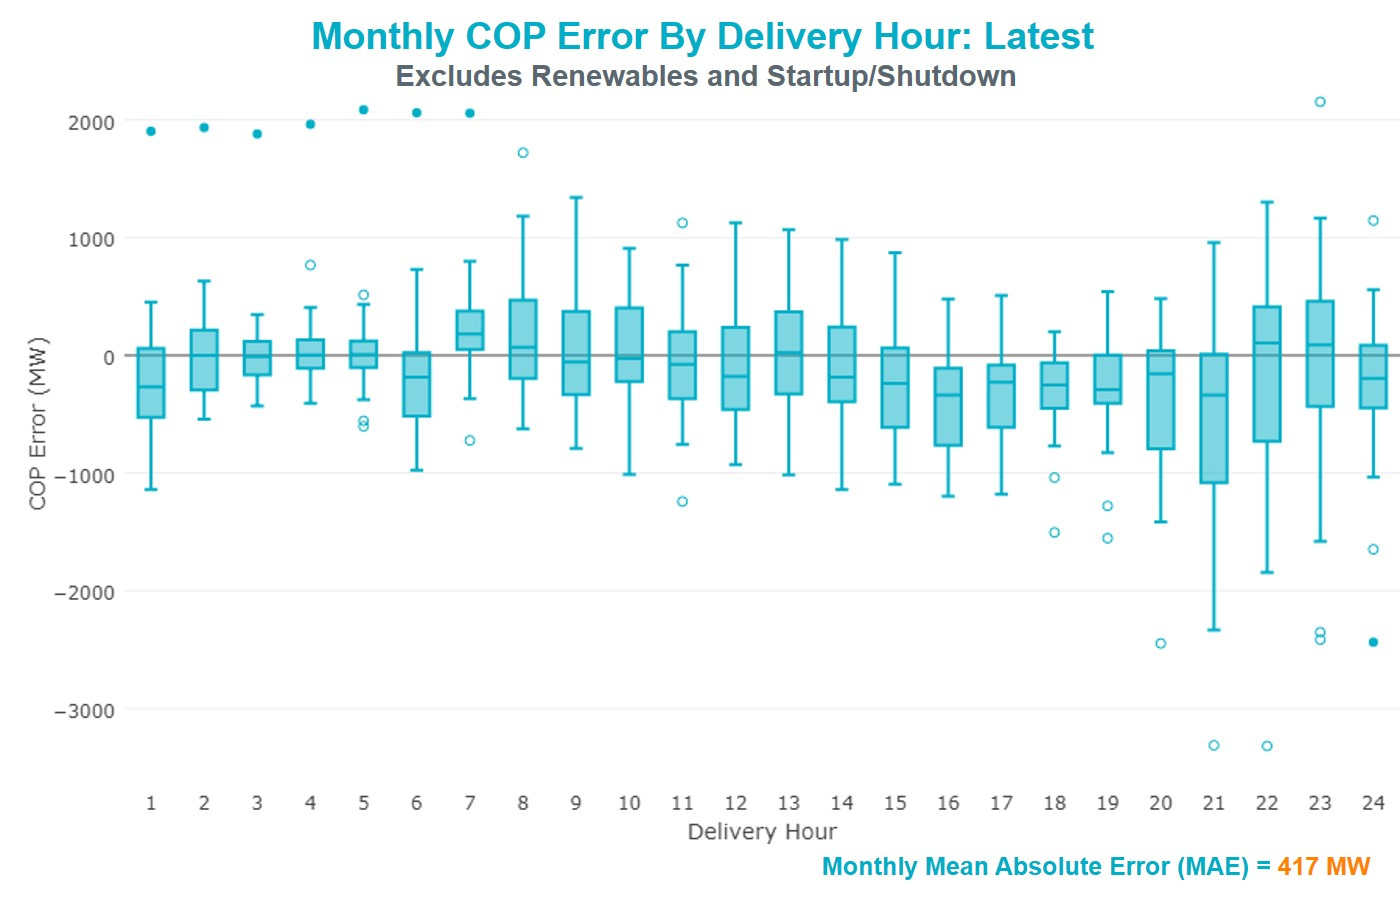 Monthly COP Error By Delivery Hour: Latest
Excludes Renewables and Startup/Shutdown
COP Error (MW)
2000
1000
0
−1000
−2000
−3000
1 2 3 4 5 6 7 8 9 10 11 12 13 14 15 16 17 18 19 20 21 22 23 24
Delivery Hour
Monthly Mean Absolute Error (MAE) = 417 MW